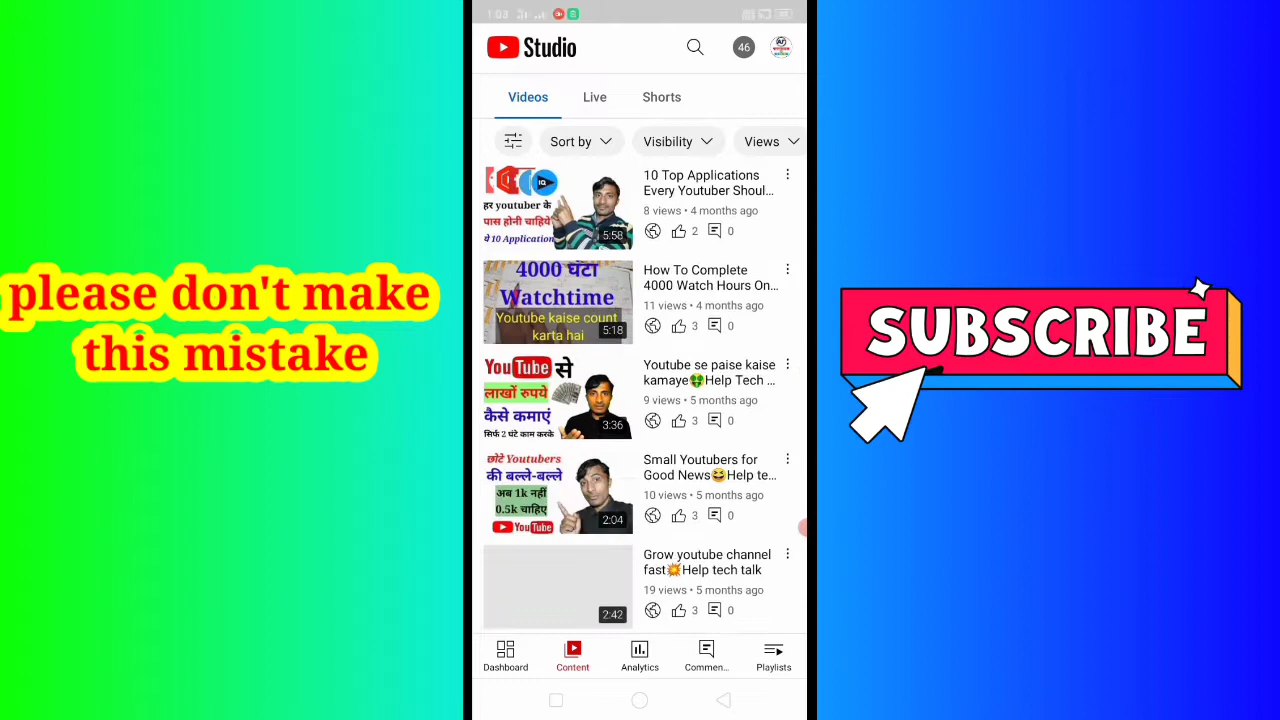 1:03
Studio
46
Videos Live Shorts
Sort by Visibility Views
हर youtuber के
पास होनी चाहिये
ये 10 Application
5:58
10 Top Applications
Every Youtuber Shoul...
8 views • 4 months ago
2 0
4000 घंटा
Watchtime
Youtube kaise count
karta hai
5:18
How To Complete
4000 Watch Hours On...
11 views • 4 months ago
3 0
YouTube से
लाखों रुपये
कैसे कमाएं
सिर्फ 2 घंटे काम करके
3:36
Youtube se paise kaise
kamaye🤑Help Tech ...
9 views • 5 months ago
3 0
छोटे Youtubers
की बल्ले-बल्ले
अब 1k नहीं
0.5k चाहिए
YouTube
2:04
Small Youtubers for
Good News😆Help te...
10 views • 5 months ago
3 0
2:42
Grow youtube channel
fast💥Help tech talk
19 views • 5 months ago
3 0
Dashboard Content Analytics Commen... Playlists
please don't make
this mistake
SUBSCRIBE